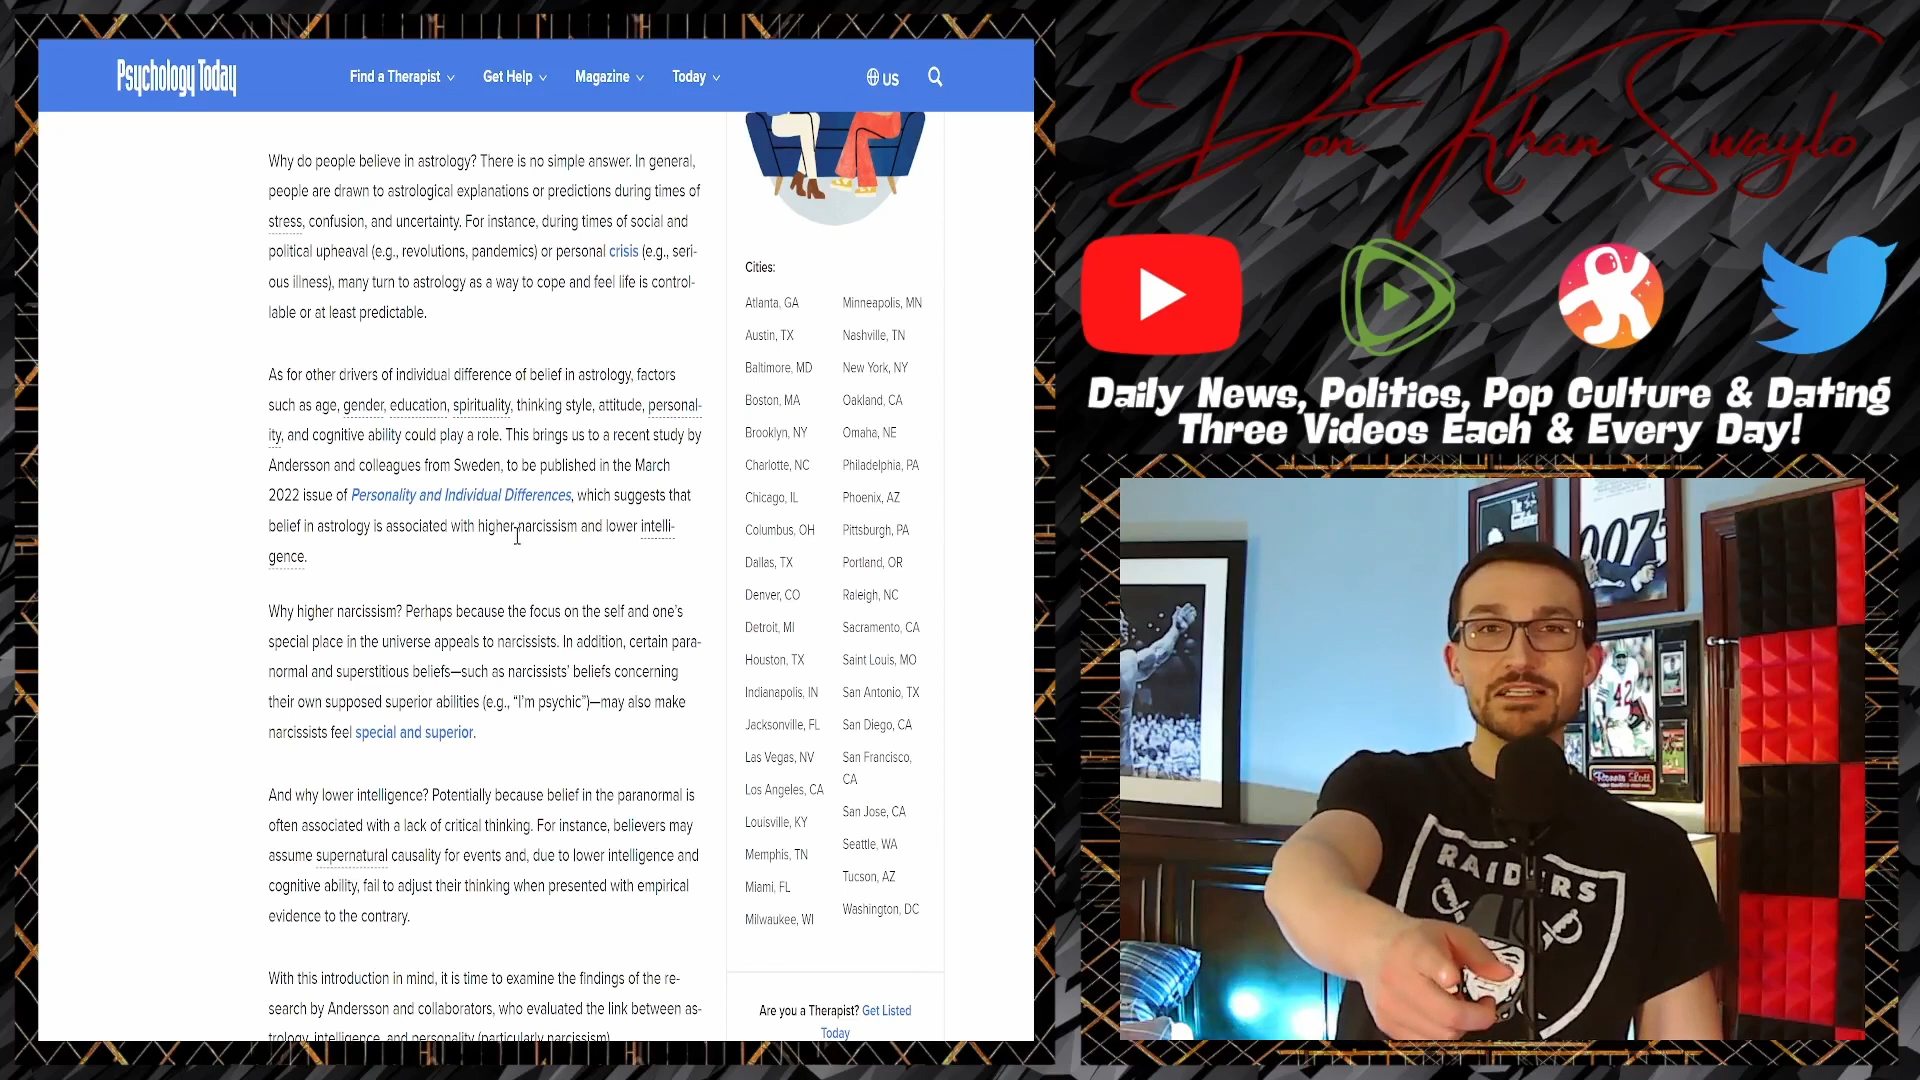 Psychology Today
Find a Therapist
Get Help
Magazine
Today
US
Why do people believe in astrology? There is no simple answer. In general,
people are drawn to astrological explanations or predictions during times of
stress, confusion, and uncertainty. For instance, during times of social and
political upheaval (e.g., revolutions, pandemics) or personal crisis (e.g., seri-
ous illness), many turn to astrology as a way to cope and feel life is control-
lable or at least predictable.
As for other drivers of individual difference of belief in astrology, factors
such as age, gender, education, spirituality, thinking style, attitude, personal-
ity, and cognitive ability could play a role. This brings us to a recent study by
Andersson and colleagues from Sweden, to be published in the March
2022 issue of Personality and Individual Differences, which suggests that
belief in astrology is associated with higher narcissism and lower intelli-
gence.
Why higher narcissism? Perhaps because the focus on the self and one's
special place in the universe appeals to narcissists. In addition, certain para-
normal and superstitious beliefs—such as narcissists' beliefs concerning
their own supposed superior abilities (e.g., “I'm psychic”)—may also make
narcissists feel special and superior.
And why lower intelligence? Potentially because belief in the paranormal is
often associated with a lack of critical thinking. For instance, believers may
assume supernatural causality for events and, due to lower intelligence and
cognitive ability, fail to adjust their thinking when presented with empirical
evidence to the contrary.
With this introduction in mind, it is time to examine the findings of the re-
search by Andersson and collaborators, who evaluated the link between as-
trology, intelligence, and personality (particularly narcissism).
Cities:
Atlanta, GA
Austin, TX
Baltimore, MD
Boston, MA
Brooklyn, NY
Charlotte, NC
Chicago, IL
Columbus, OH
Dallas, TX
Denver, CO
Detroit, MI
Houston, TX
Indianapolis, IN
Jacksonville, FL
Las Vegas, NV
Los Angeles, CA
Louisville, KY
Memphis, TN
Miami, FL
Milwaukee, WI
Minneapolis, MN
Nashville, TN
New York, NY
Oakland, CA
Omaha, NE
Philadelphia, PA
Phoenix, AZ
Pittsburgh, PA
Portland, OR
Raleigh, NC
Sacramento, CA
Saint Louis, MO
San Antonio, TX
San Diego, CA
San Francisco,
CA
San Jose, CA
Seattle, WA
Tucson, AZ
Washington, DC
Are you a Therapist? Get Listed
Today
Don Khan Swaylo
Daily News, Politics, Pop Culture & Dating
Three Videos Each & Every Day!
007
42
Ronnie Lott
RAIDERS